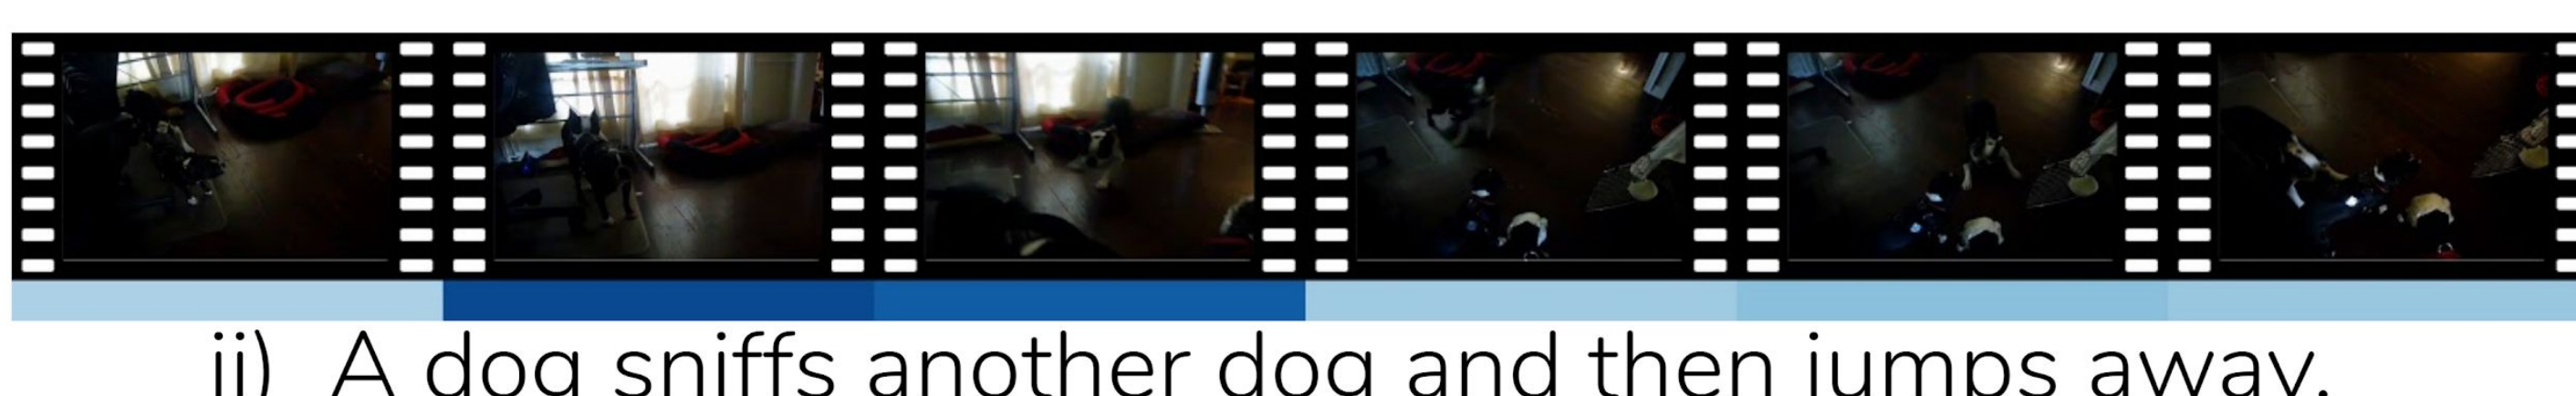 ii) A dog sniffs another dog and then jumps away.